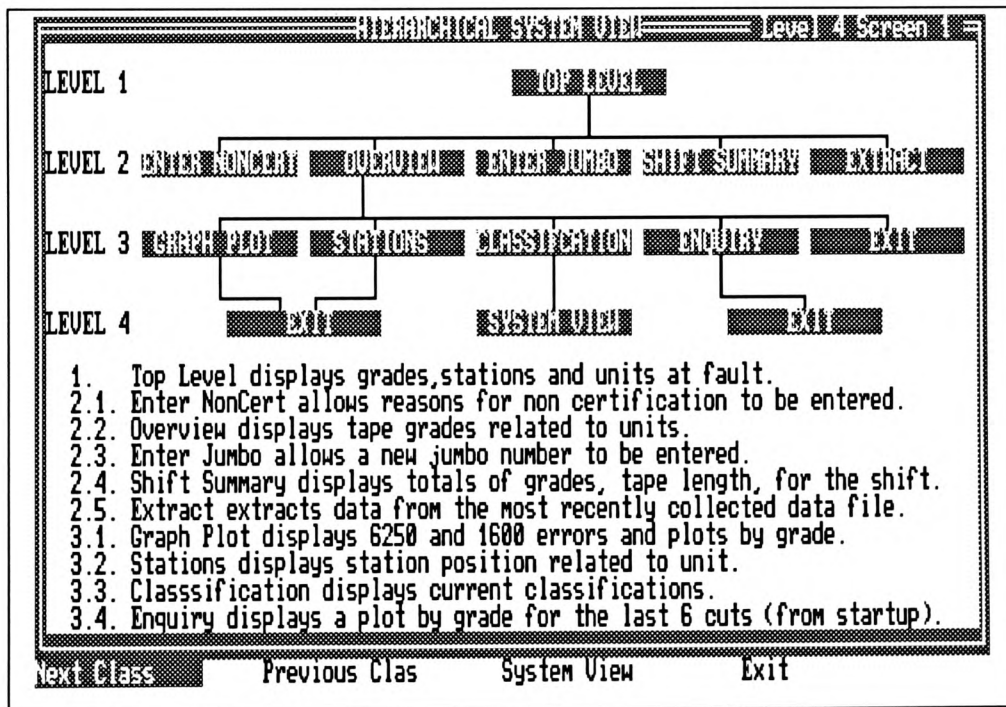 HIERARCHICAL SYSTEM VIEW Level 4 Screen 1
LEVEL 1 TOP LEVEL
LEVEL 2 ENTER NONCERT OVERVIEW ENTER JUMBO SHIFT SUMMARY EXTRACT
LEVEL 3 GRAPH PLOT STATIONS CLASSIFCATION ENQUIRY EXIT
LEVEL 4 EXIT SYSTEM VIEW EXIT
1. Top Level displays grades,stations and units at fault.
2.1. Enter NonCert allows reasons for non certification to be entered.
2.2. Overview displays tape grades related to units.
2.3. Enter Jumbo allows a new jumbo number to be entered.
2.4. Shift Summary displays totals of grades, tape length, for the shift.
2.5. Extract extracts data from the most recently collected data file.
3.1. Graph Plot displays 6250 and 1600 errors and plots by grade.
3.2. Stations displays station position related to unit.
3.3. Classsification displays current classifications.
3.4. Enquiry displays a plot by grade for the last 6 cuts (from startup).
Next Class Previous Clas System View Exit